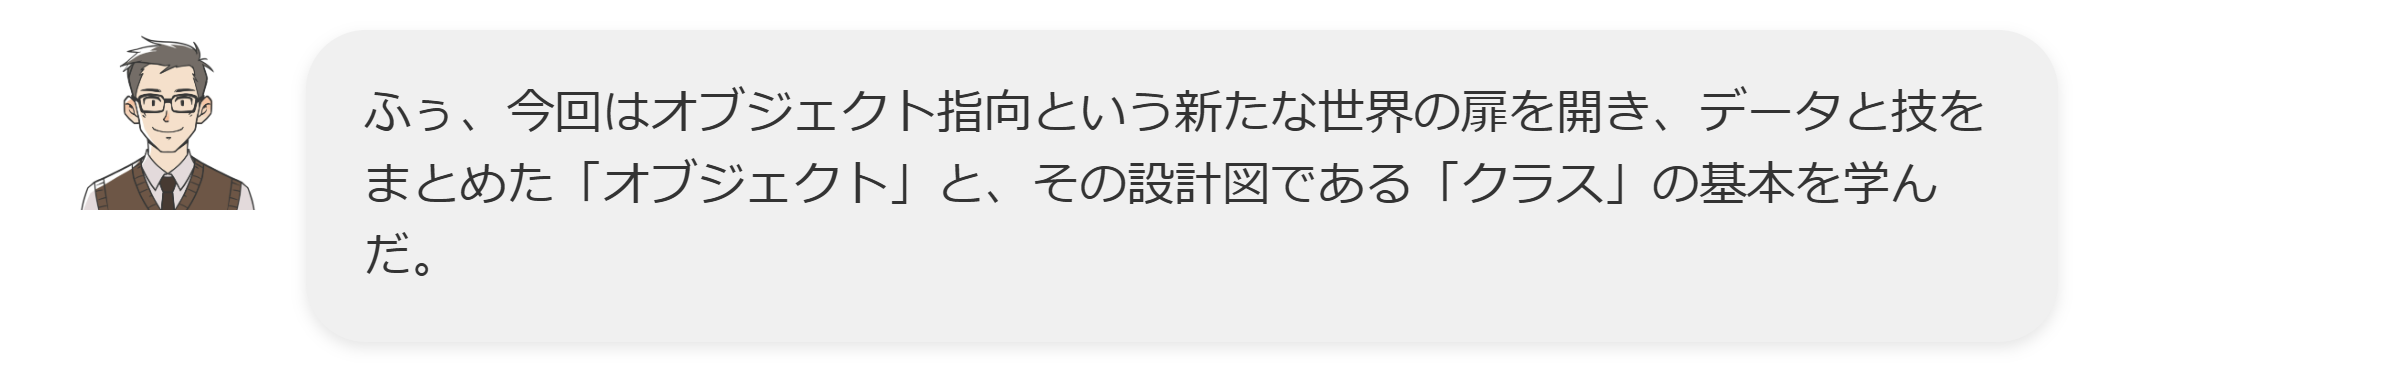 ふぅ、今回はオブジェクト指向という新たな世界の扉を開き、データと技を
まとめた「オブジェクト」と、その設計図である「クラス」の基本を学ん
だ。